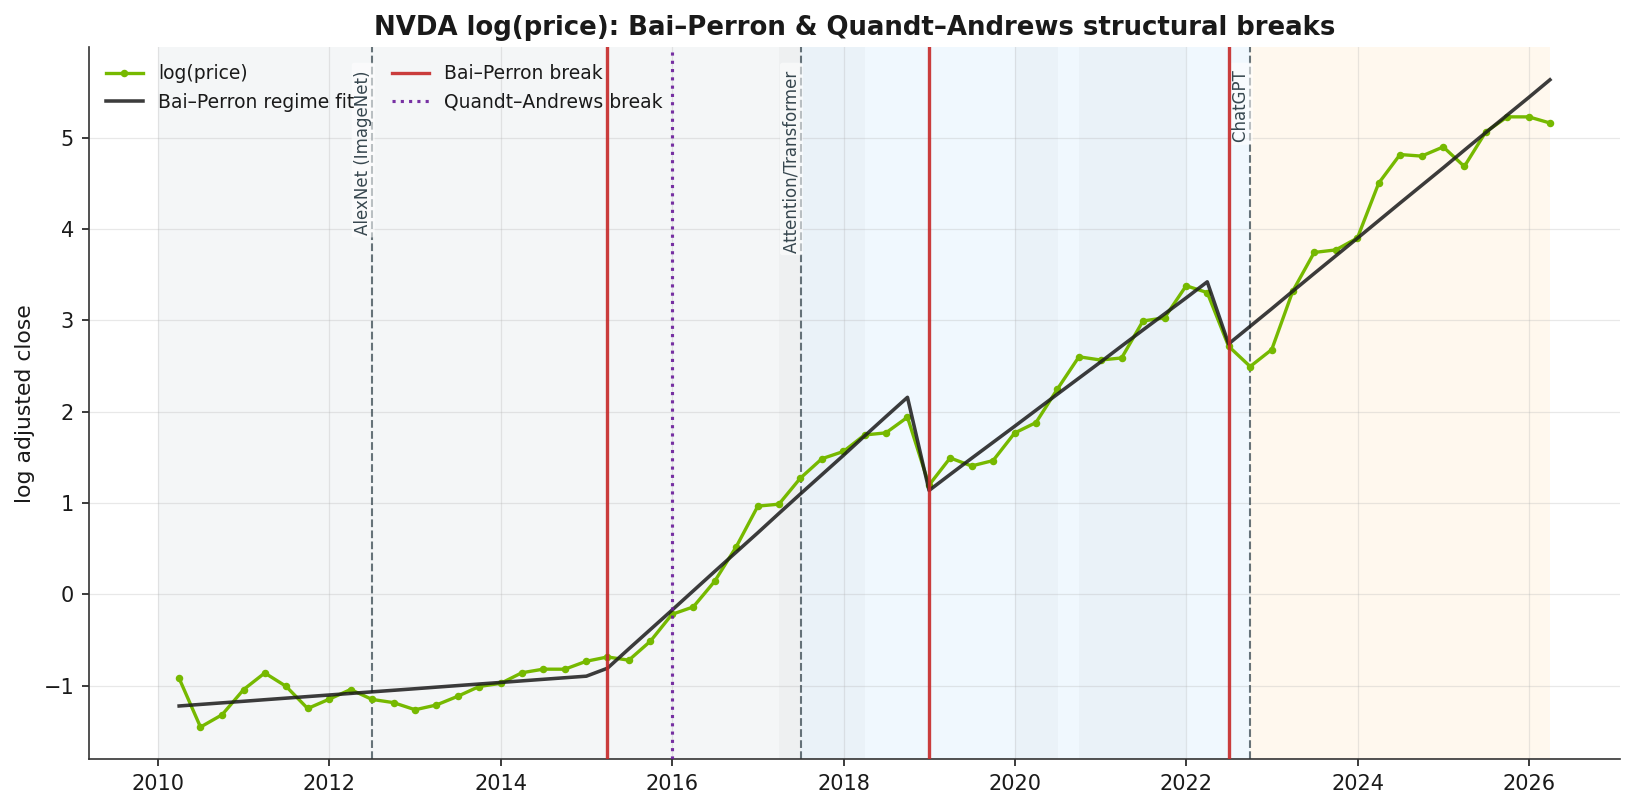 NVDA log(price): Bai–Perron & Quandt–Andrews structural breaks
log(price)
Bai–Perron regime fit
Bai–Perron break
Quandt–Andrews break
AlexNet (ImageNet)
Attention/Transformer
ChatGPT
log adjusted close
5
4
3
2
1
0
−1
2010 2012 2014 2016 2018 2020 2022 2024 2026